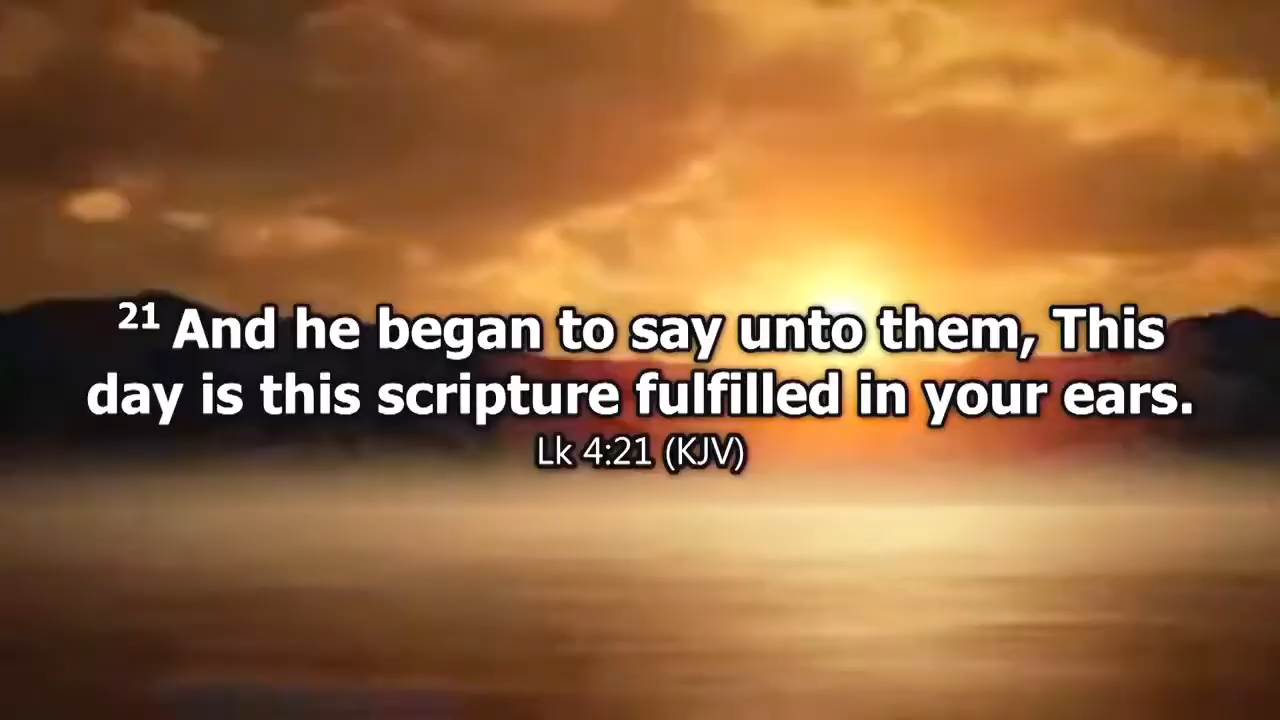 21 And he began to say unto them, This
day is this scripture fulfilled in your ears.
Lk 4:21 (KJV)